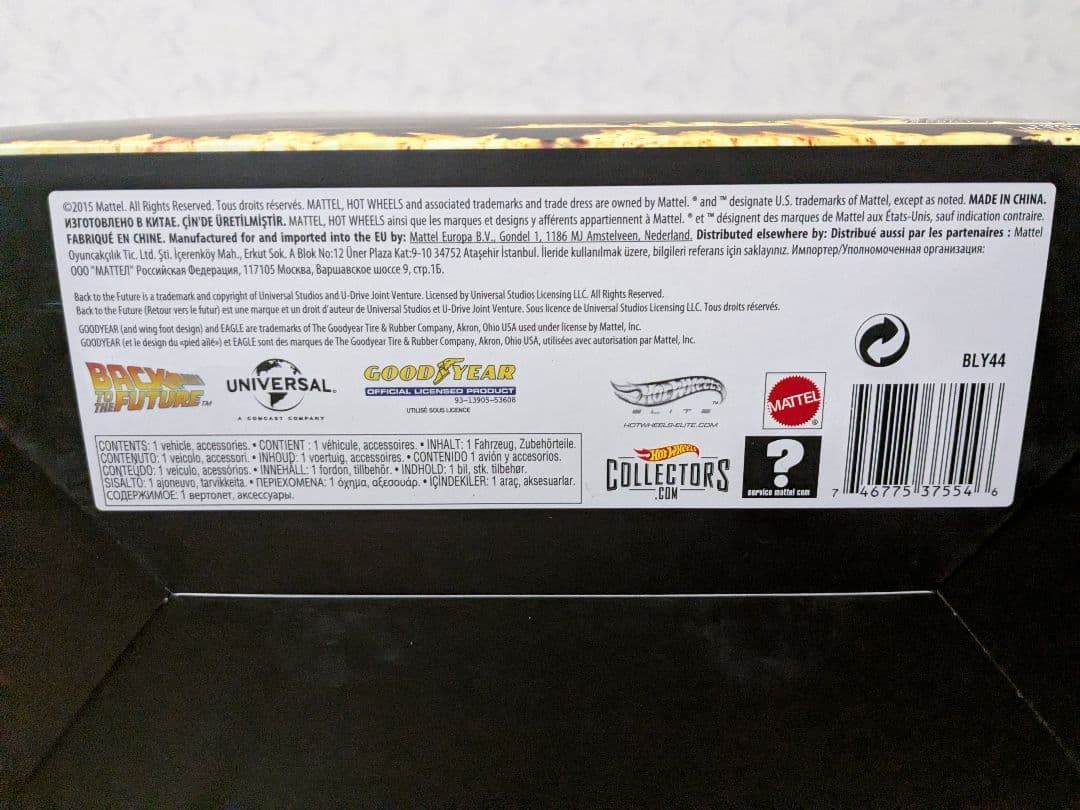 ©2015 Mattel. All Rights Reserved. Tous droits réservés. MATTEL, HOT WHEELS and associated trademarks and trade dress are owned by Mattel. ® and ™ designate U.S. trademarks of Mattel, except as noted. MADE IN CHINA.
ИЗГОТОВЛЕНО В КИТАЕ. ÇİN'DE ÜRETİLMİŞTİR. MATTEL, HOT WHEELS ainsi que les marques et designs y afférents appartiennent à Mattel. ® et ™ désignent des marques de Mattel aux États-Unis, sauf indication contraire.
FABRIQUÉ EN CHINE. Manufactured for and imported into the EU by: Mattel Europa B.V., Gondel 1, 1186 MJ Amstelveen, Nederland. Distributed elsewhere by: Distribué aussi par les partenaires : Mattel
Oyuncakçılık Tic. Ltd. Şti. İçerenköy Mah., Erkut Sok. A Blok No:12 Üner Plaza Kat:9-10 34752 Ataşehir İstanbul. İleride kullanılmak üzere, bilgileri referans için saklayınız. Импортер/Уполномоченная организация:
ООО "МАТТЕЛ" Российская Федерация, 117105 Москва, Варшавское шоссе 9, стр.1Б.
Back to the Future is a trademark and copyright of Universal Studios and U-Drive Joint Venture. Licensed by Universal Studios Licensing LLC. All Rights Reserved.
Back to the Future (Retour vers le futur) est une marque et un droit d'auteur de Universal Studios et U-Drive Joint Venture. Sous licence de Universal Studios Licensing LLC. Tous droits réservés.
GOODYEAR (and wing foot design) and EAGLE are trademarks of The Goodyear Tire & Rubber Company, Akron, Ohio USA used under license by Mattel, Inc.
GOODYEAR (et le design du «pied ailé») et EAGLE sont des marques de The Goodyear Tire & Rubber Company, Akron, Ohio USA, utilisées avec autorisation par Mattel, Inc.
BLY44
BACK TO THE FUTURE™
UNIVERSAL
A COMCAST COMPANY
GOODYEAR
OFFICIAL LICENSED PRODUCT
93-13905-53608
UTILISÉ SOUS LICENCE
HOT WHEELS™
ELITE
HOTWHEELS-ELITE.COM
MATTEL®
CONTENTS: 1 vehicle, accessories. • CONTIENT : 1 véhicule, accessoires. • INHALT: 1 Fahrzeug, Zubehörteile.
CONTENUTO: 1 veicolo, accessori. • INHOUD: 1 voertuig, accessoires. • CONTENIDO 1 avión y accesorios.
CONTEÚDO: 1 veículo, acessórios. • INNEHÅLL: 1 fordon, tillbehör. • INDHOLD: 1 bil, stk. tilbehør.
SISÄLTÖ: 1 ajoneuvo, tarvikkeita. • ΠΕΡΙΕΧΟΜΕΝΑ: 1 όχημα, αξεσουάρ. • İÇİNDEKİLER: 1 araç, aksesuarlar.
СОДЕРЖИМОЕ: 1 вертолет, аксессуары.
HOT WHEELS
COLLECTORS
.COM
?
service mattel com
7 46775 37554 6